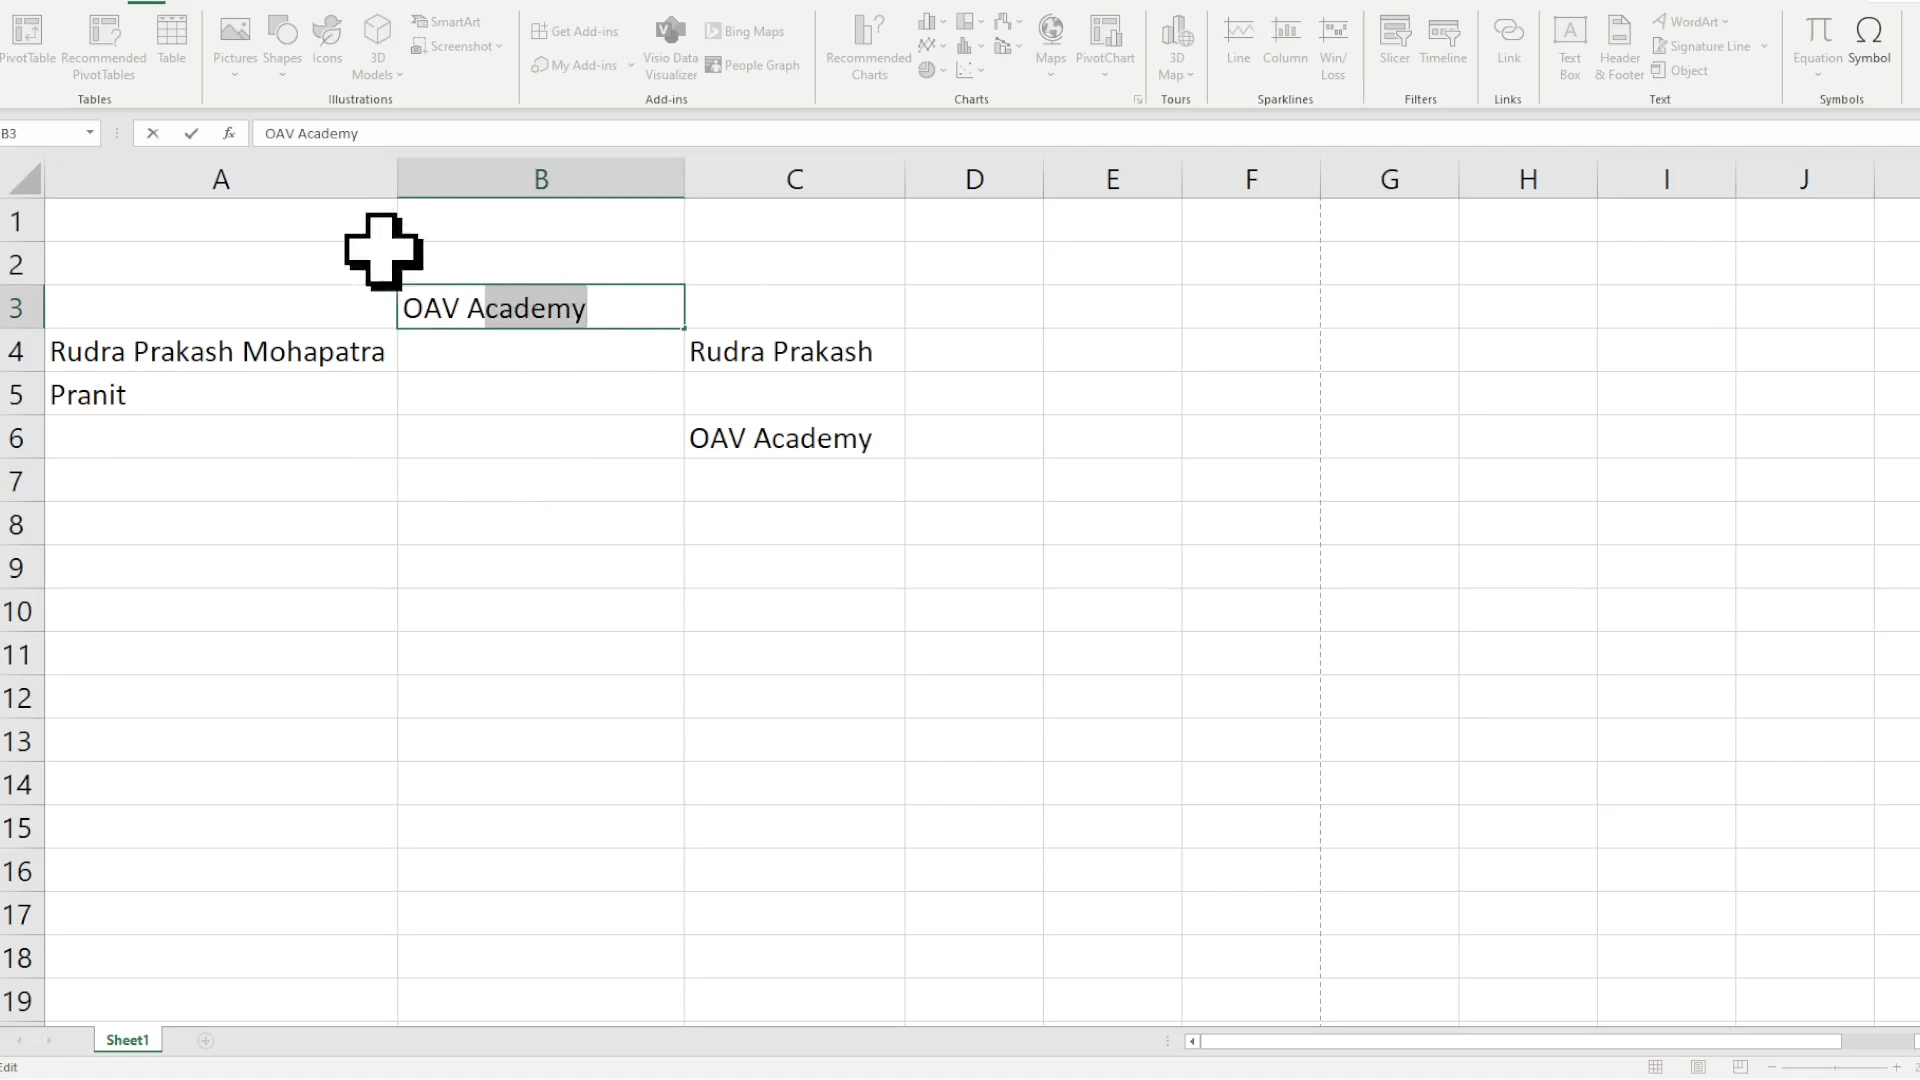 PivotTable Recommended PivotTables Table
Pictures Shapes Icons 3D Models SmartArt Screenshot
Get Add-ins My Add-ins Visio Data Visualizer Bing Maps People Graph
Recommended Charts Maps PivotChart
3D Map Line Column Win/Loss
Slicer Timeline Link Text Box Header & Footer WordArt Signature Line Object
Equation Symbol
Tables Illustrations Add-ins Charts Tours Sparklines Filters Links Text Symbols
B3 fx OAV Academy
A B C D E F G H I J
1
2
3 OAV Academy
4 Rudra Prakash Mohapatra Rudra Prakash
5 Pranit
6 OAV Academy
7
8
9
10
11
12
13
14
15
16
17
18
19
Sheet1